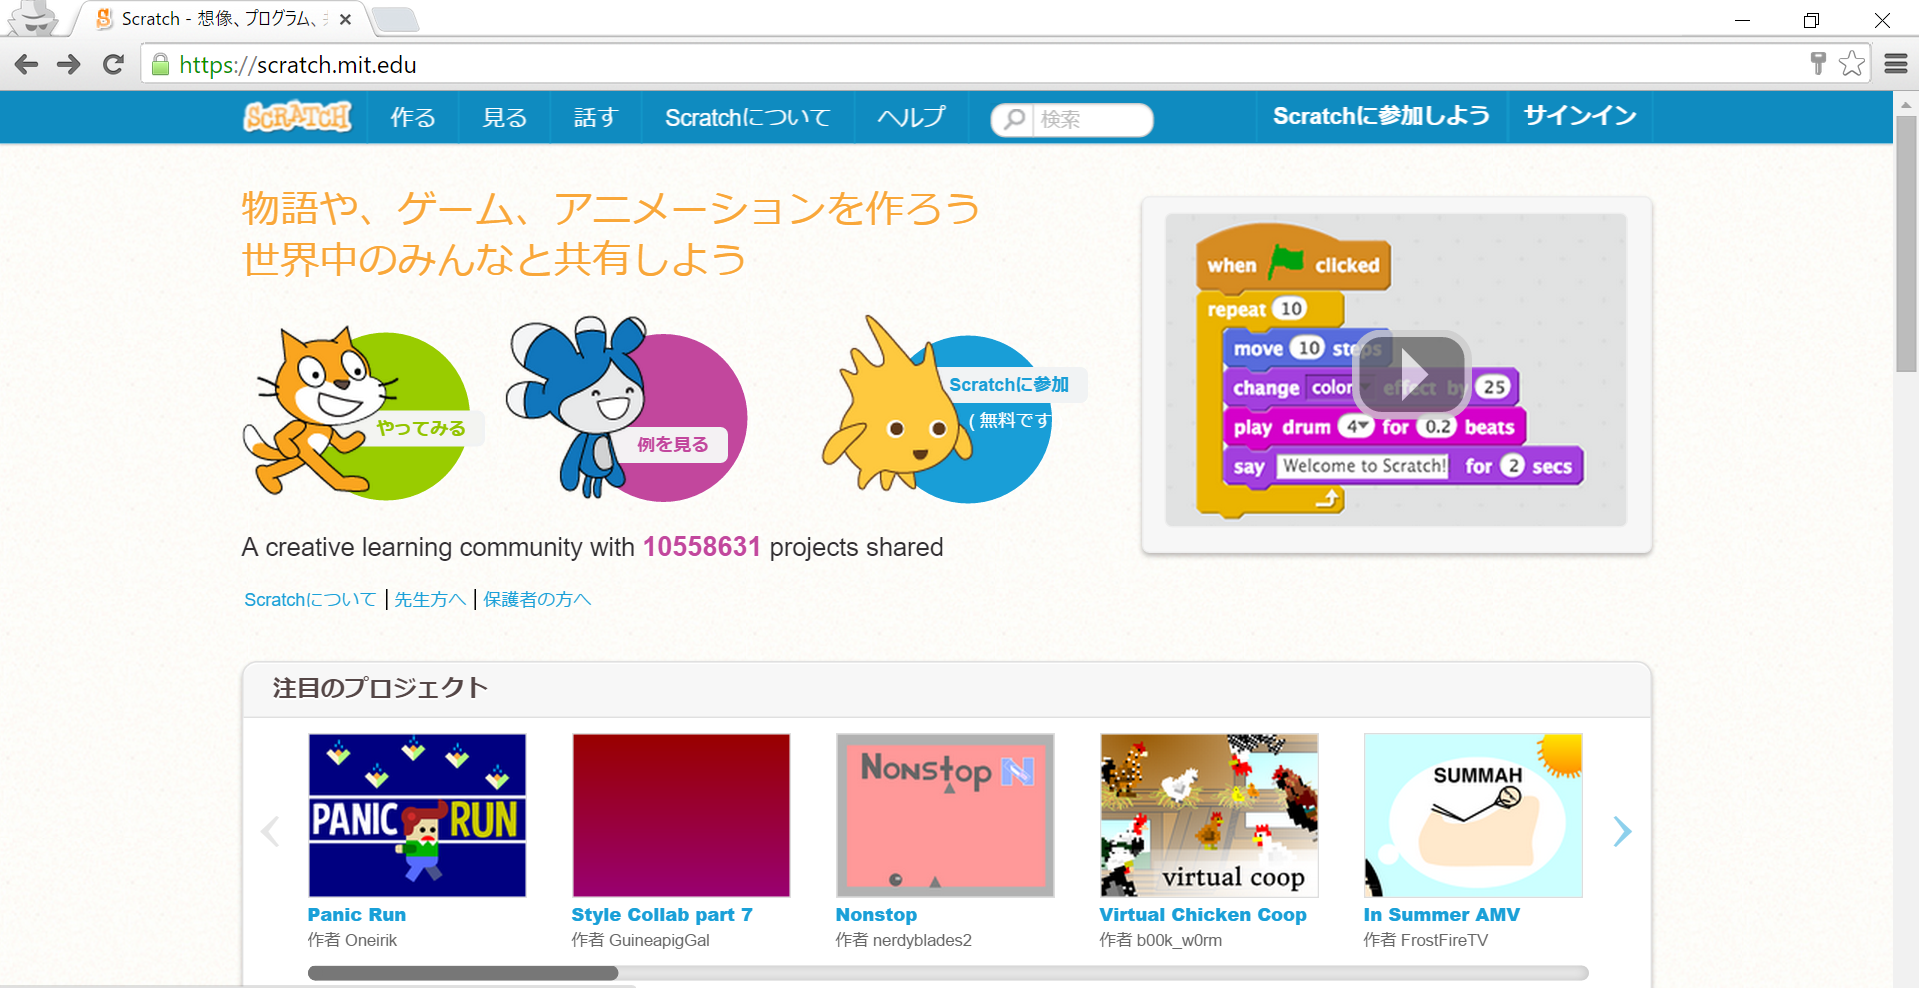 Scratch - 想像、プログラム、
https://scratch.mit.edu
SCRATCH 作る 見る 話す Scratchについて ヘルプ 検索 Scratchに参加しよう サインイン
物語や、ゲーム、アニメーションを作ろう
世界中のみんなと共有しよう
やってみる
例を見る
Scratchに参加
( 無料です
when clicked
repeat 10
move 10 steps
change color effect by 25
play drum 4 for 0.2 beats
say Welcome to Scratch! for 2 secs
A creative learning community with 10558631 projects shared
Scratchについて | 先生方へ | 保護者の方へ
注目のプロジェクト
PANIC RUN
NONSTOP N
virtual coop
SUMMAH
Panic Run
作者 Oneirik
Style Collab part 7
作者 GuineapigGal
Nonstop
作者 nerdyblades2
Virtual Chicken Coop
作者 b00k_w0rm
In Summer AMV
作者 FrostFireTV